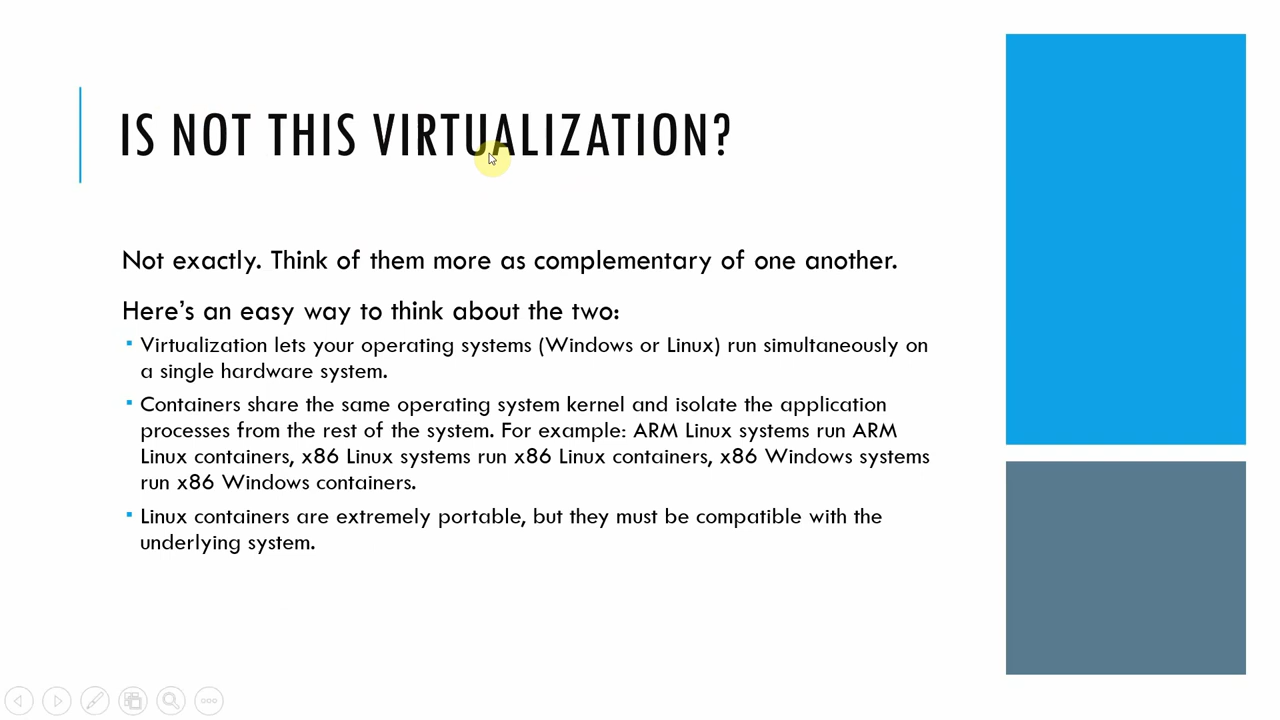 IS NOT THIS VIRTUALIZATION?
Not exactly. Think of them more as complementary of one another.
Here's an easy way to think about the two:
Virtualization lets your operating systems (Windows or Linux) run simultaneously on
a single hardware system.
Containers share the same operating system kernel and isolate the application
processes from the rest of the system. For example: ARM Linux systems run ARM
Linux containers, x86 Linux systems run x86 Linux containers, x86 Windows systems
run x86 Windows containers.
Linux containers are extremely portable, but they must be compatible with the
underlying system.